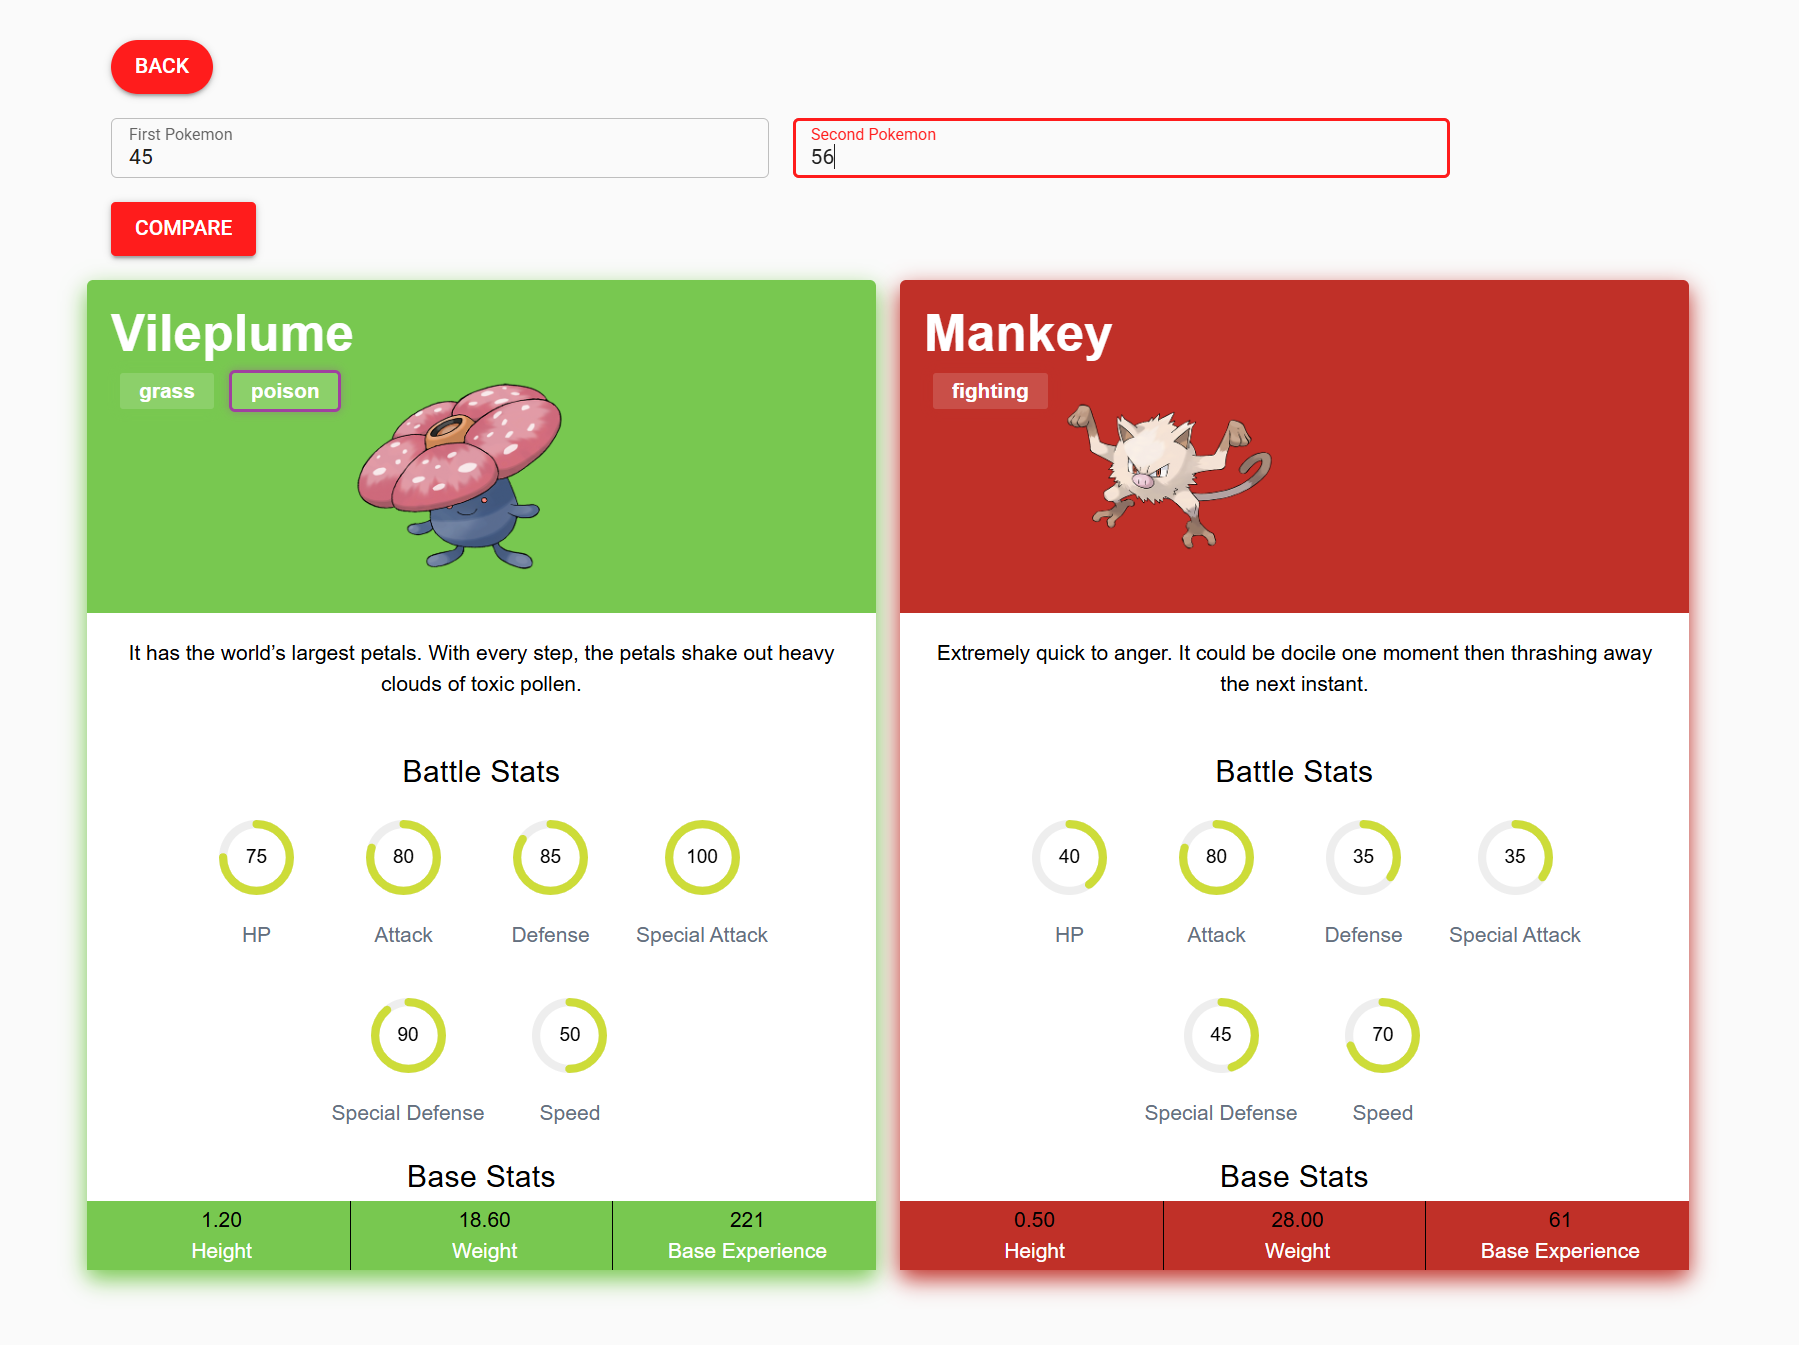 BACK
First Pokemon
45
Second Pokemon
56
COMPARE
Vileplume
grass poison
It has the world’s largest petals. With every step, the petals shake out heavy
clouds of toxic pollen.
Battle Stats
75 80 85 100
HP Attack Defense Special Attack
90 50
Special Defense Speed
Base Stats
1.20 18.60 221
Height Weight Base Experience
Mankey
fighting
Extremely quick to anger. It could be docile one moment then thrashing away
the next instant.
Battle Stats
40 80 35 35
HP Attack Defense Special Attack
45 70
Special Defense Speed
Base Stats
0.50 28.00 61
Height Weight Base Experience